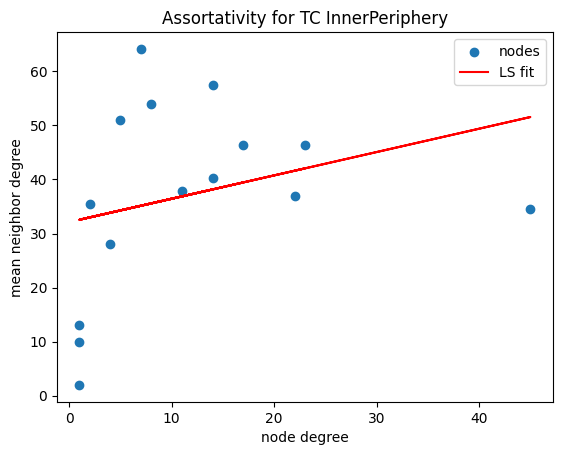 Assortativity for TC InnerPeriphery
nodes
LS fit
mean neighbor degree
60
50
40
30
20
10
0
0 10 20 30 40
node degree